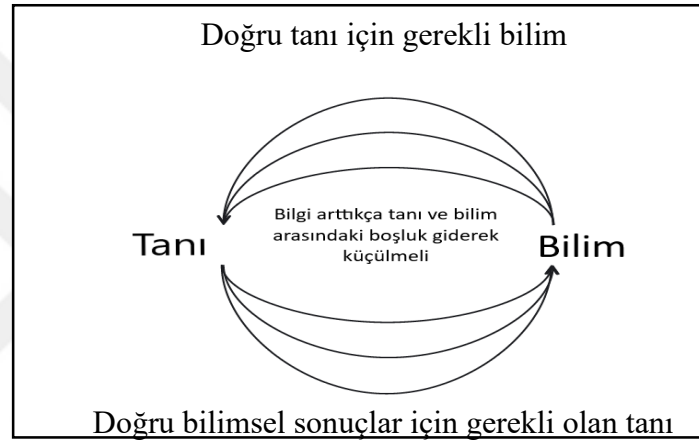 Doğru tanı için gerekli bilim
Bilgi arttıkça tanı ve bilim
arasındaki boşluk giderek
küçülmeli
Tanı
Bilim
Doğru bilimsel sonuçlar için gerekli olan tanı